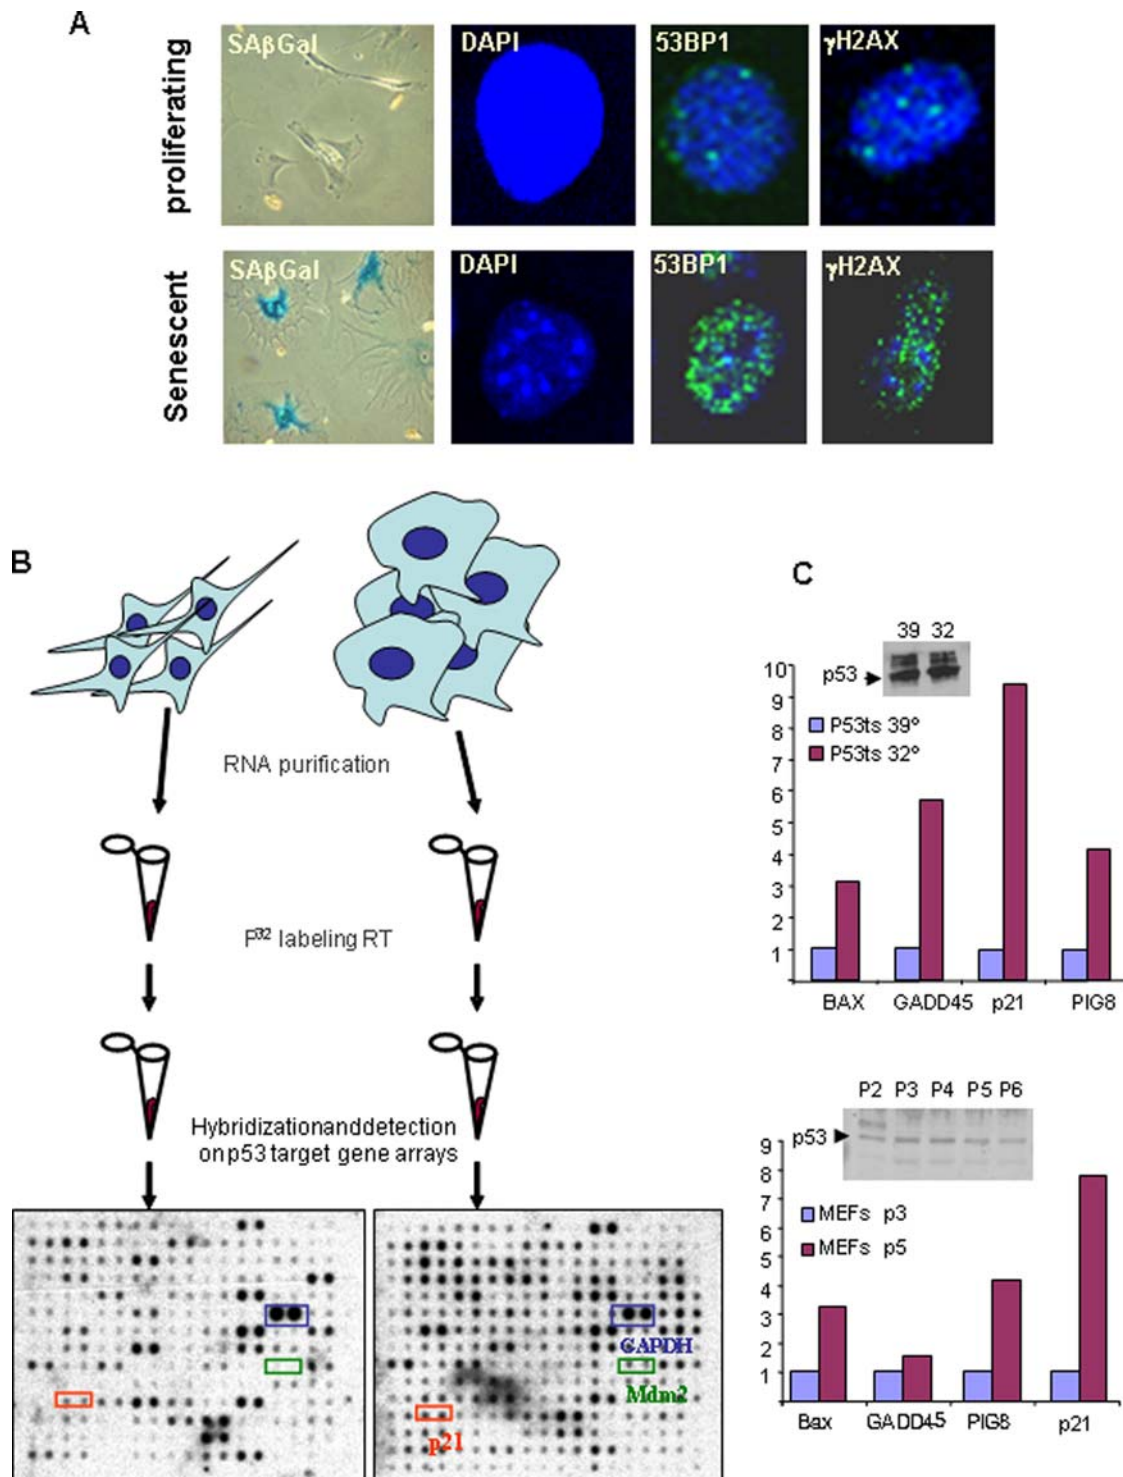 A
proliferating
SAβGal
DAPI
53BP1
γH2AX
Senescent
SAβGal
DAPI
53BP1
γH2AX
B
RNA purification
P³² labeling RT
Hybridizationanddetection
onp53 target gene arrays
GAPDH
Mdm2
p21
C
39 32
p53
P53ts 39°
P53ts 32°
10
9
8
7
6
5
4
3
2
1
BAX GADD45 p21 PIG8
P2 P3 P4 P5 P6
p53
MEFs p3
MEFs p5
9
8
7
6
5
4
3
2
1
Bax GADD45 PIG8 p21